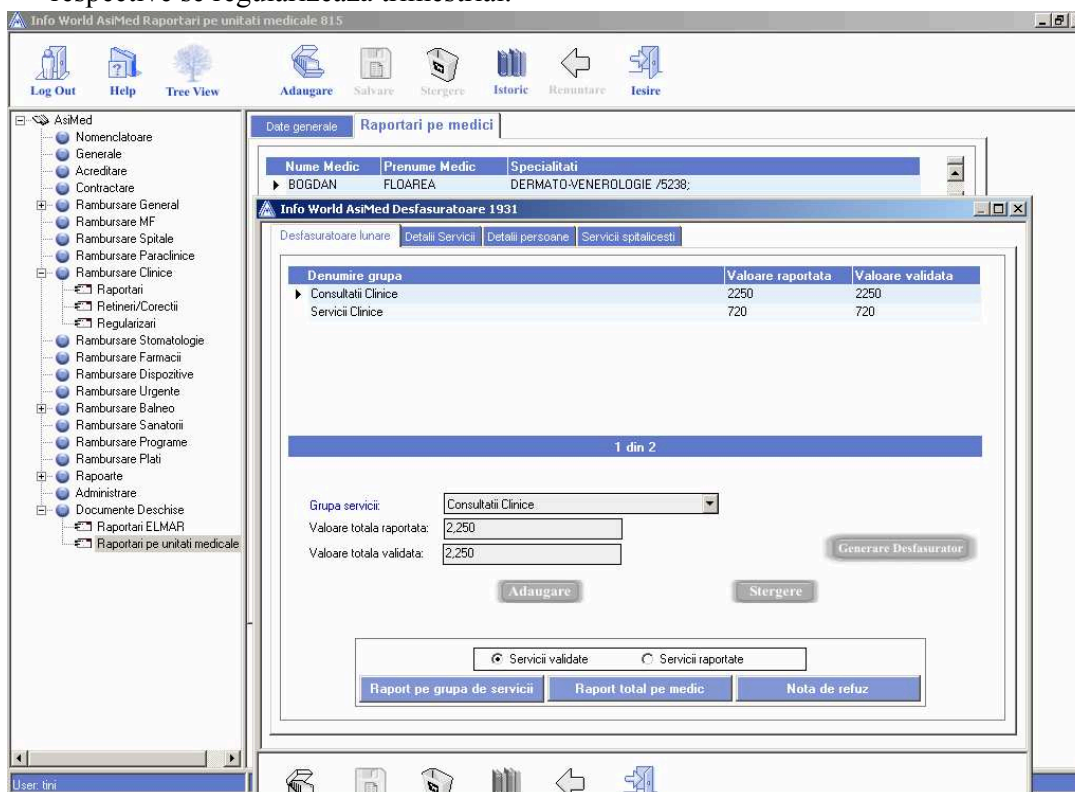 respective se regularizeaza trimestrial.
Info World AsiMed Raportari pe unitati medicale 815
Log Out
Help
Tree View
Adaugare
Salvare
Stergere
Istoric
Renuntare
Iesire
AsiMed
Nomenclatoare
Generale
Acreditare
Contractare
Rambursare General
Rambursare MF
Rambursare Spitale
Rambursare Paraclinice
Rambursare Clinice
Raportari
Retineri/Corectii
Regularizari
Rambursare Stomatologie
Rambursare Farmacii
Rambursare Dispozitive
Rambursare Urgente
Rambursare Balneo
Rambursare Sanatorii
Rambursare Programe
Rambursare Plati
Rapoarte
Administrare
Documente Deschise
Raportari ELMAR
Raportari pe unitati medicale
User: tini
Date generale Raportari pe medici
Nume Medic Prenume Medic Specialitati
BOGDAN FLOAREA DERMATO-VENEROLOGIE /5238;
Info World AsiMed Desfasuratoare 1931
Desfasuratoare lunare Detalii Servicii Detalii persoane Servicii spitalicesti
Denumire grupa Valoare raportata Valoare validata
Consultatii Clinice 2250 2250
Servicii Clinice 720 720
1 din 2
Grupa servicii: Consultatii Clinice
Valoare totala raportata: 2,250
Valoare totala validata: 2,250
Generare Desfasurator
Adaugare Stergere
Servicii validate Servicii raportate
Raport pe grupa de servicii Raport total pe medic Nota de refuz